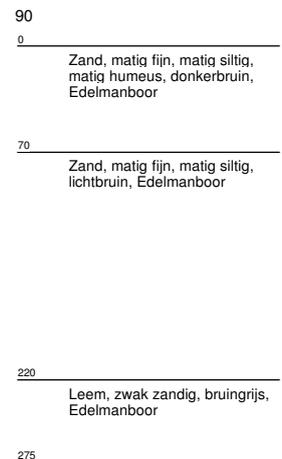 90
0
Zand, matig fijn, matig siltig,
matig humeus, donkerbruin,
Edelmanboor
70
Zand, matig fijn, matig siltig,
lichtbruin, Edelmanboor
220
Leem, zwak zandig, bruingrijs,
Edelmanboor
275